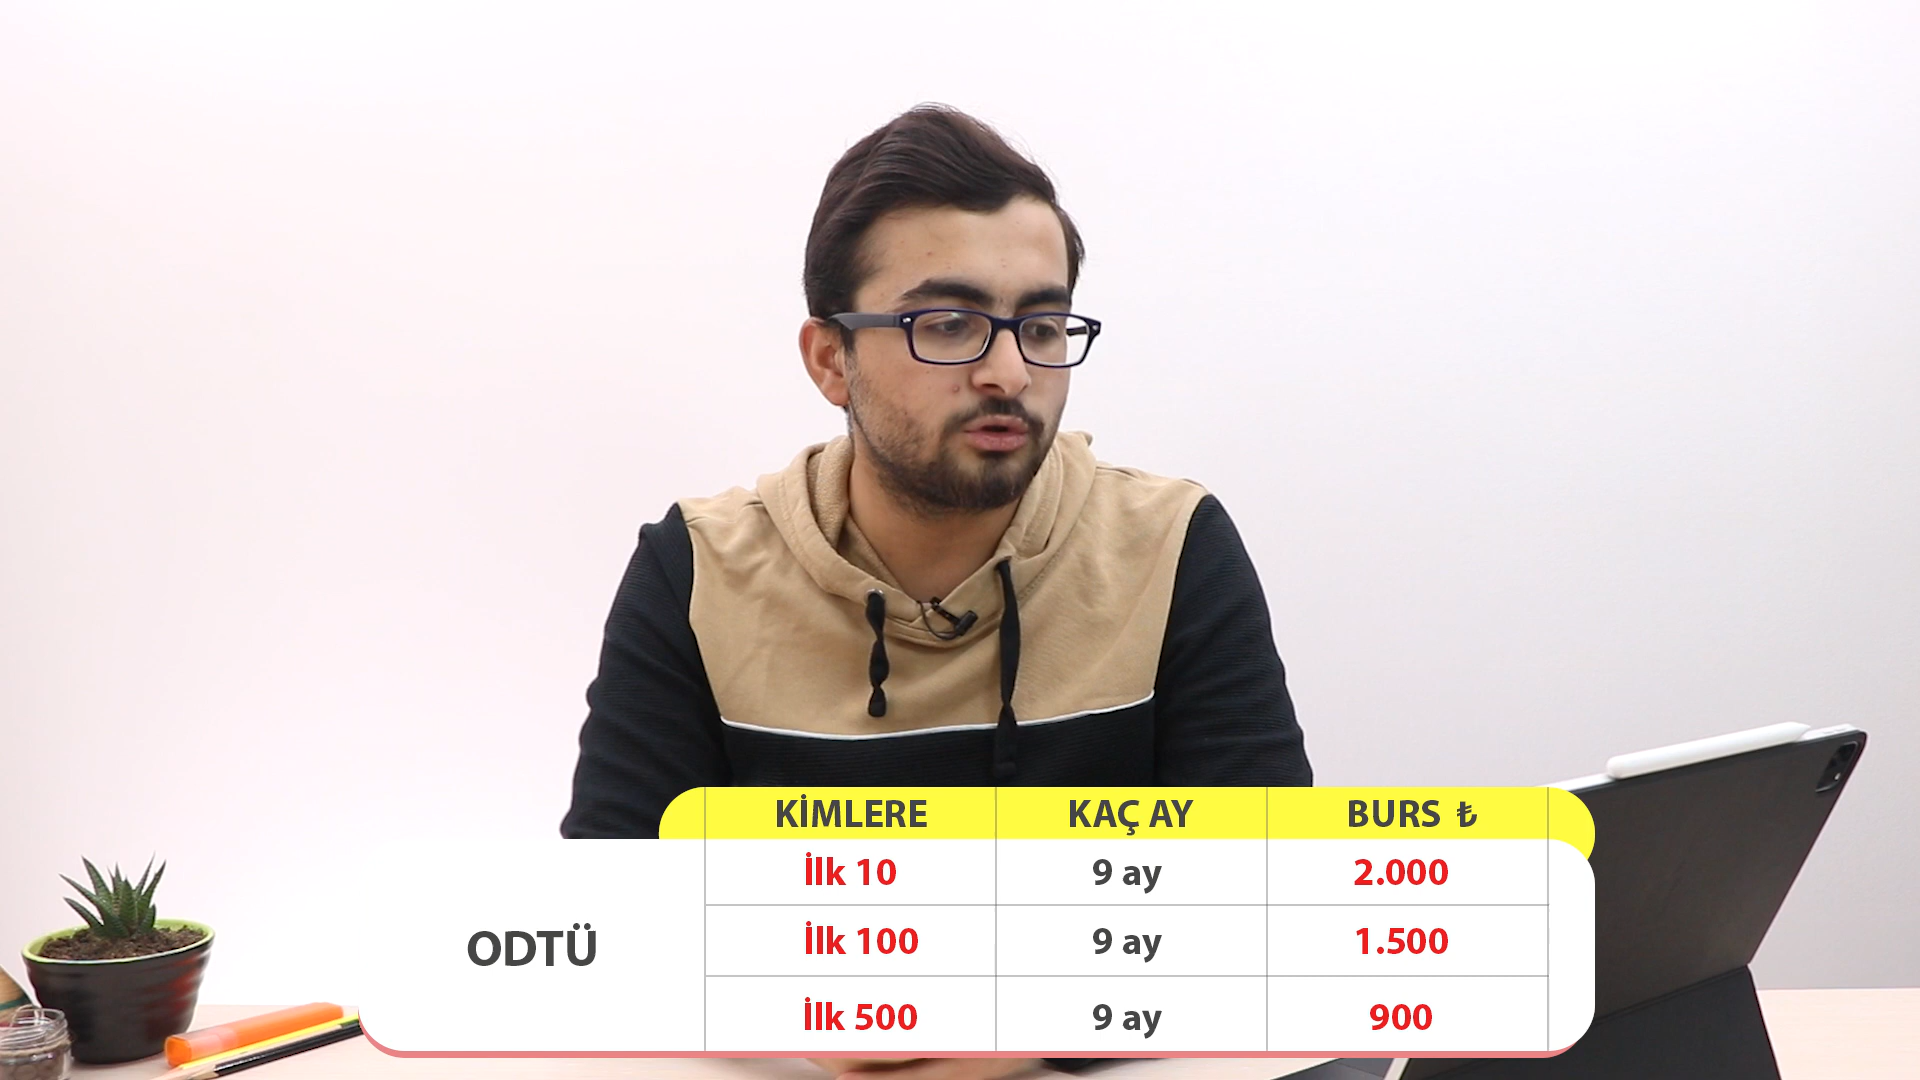 KİMLERE KAÇ AY BURS ₺
İlk 10 9 ay 2.000
ODTÜ İlk 100 9 ay 1.500
İlk 500 9 ay 900